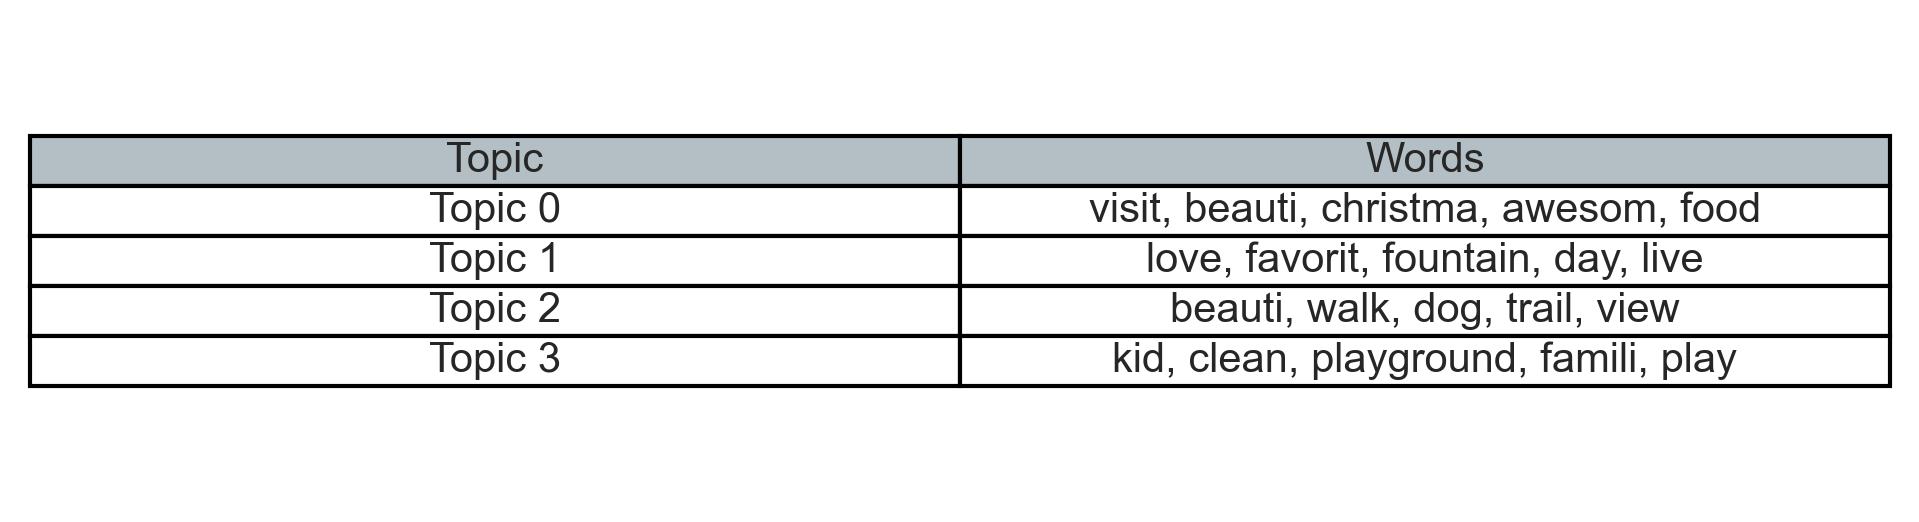 Topic Words
Topic 0 visit, beauti, christma, awesom, food
Topic 1 love, favorit, fountain, day, live
Topic 2 beauti, walk, dog, trail, view
Topic 3 kid, clean, playground, famili, play